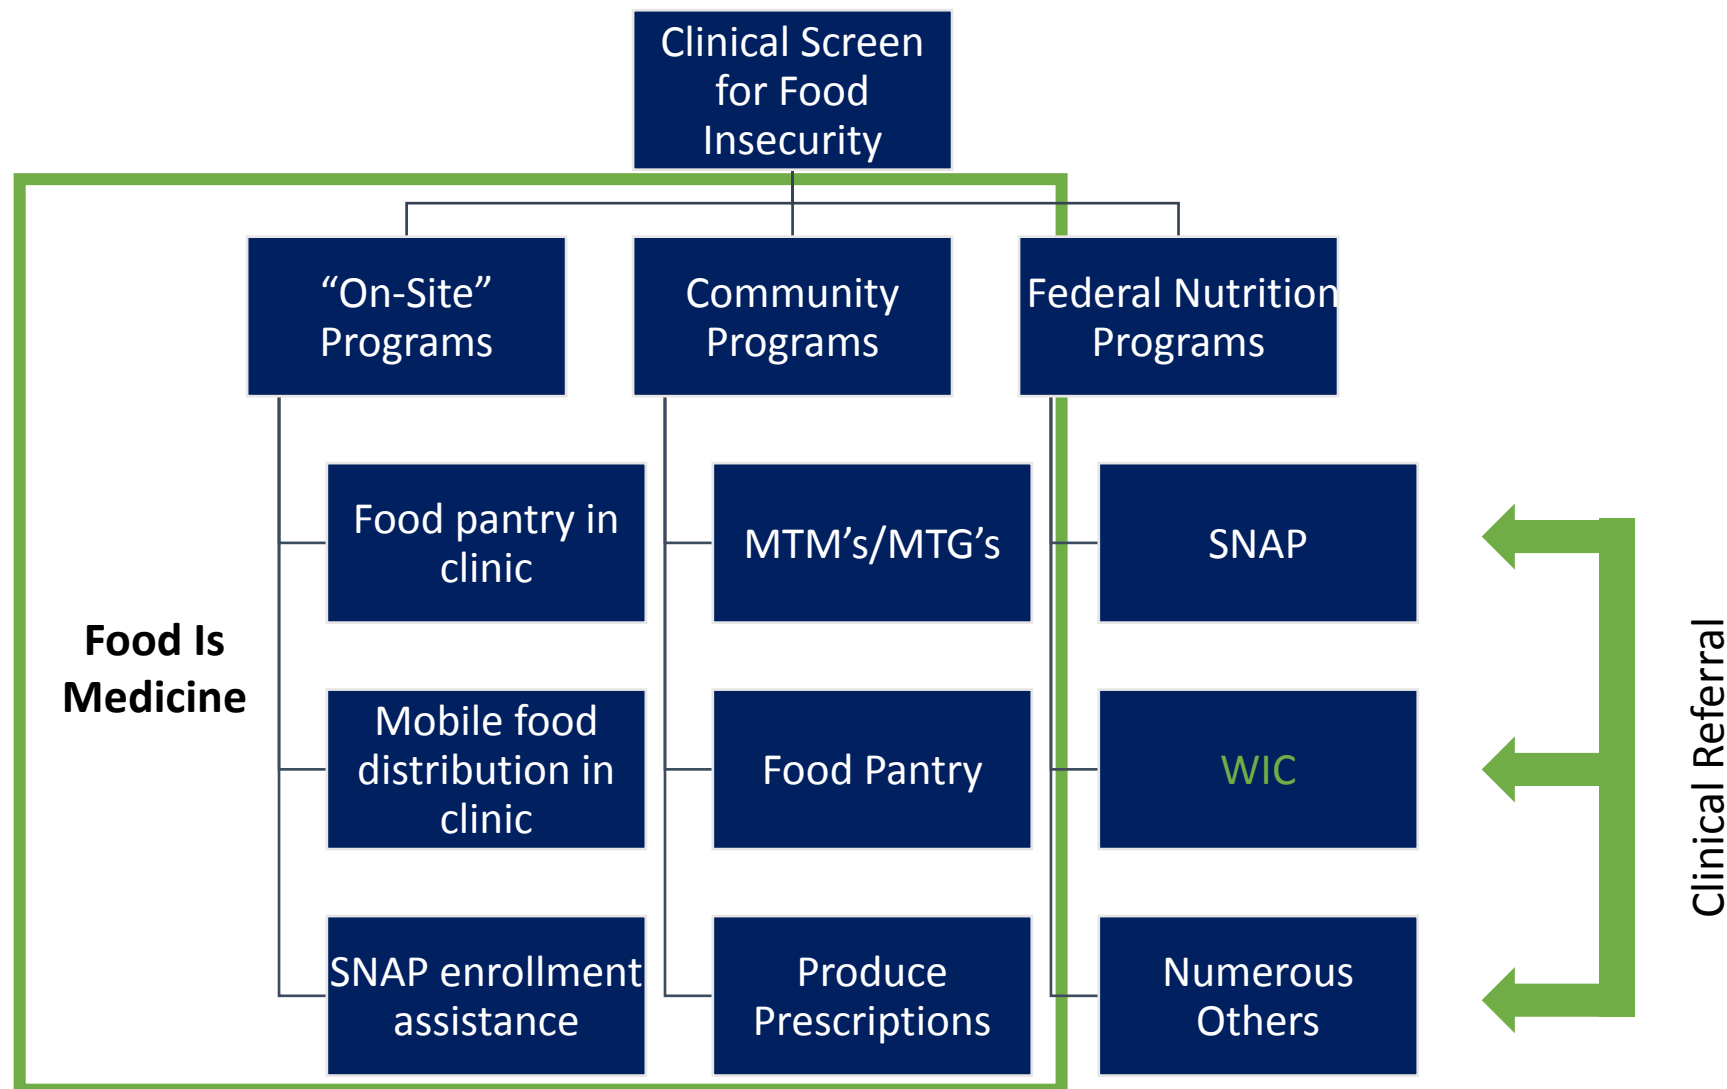 Clinical Screen
for Food
Insecurity
“On-Site”
Programs
Community
Programs
Federal Nutrition
Programs
Food pantry in
clinic
MTM’s/MTG’s
SNAP
Food Is
Medicine
Mobile food
distribution in
clinic
Food Pantry
WIC
SNAP enrollment
assistance
Produce
Prescriptions
Numerous
Others
Clinical Referral